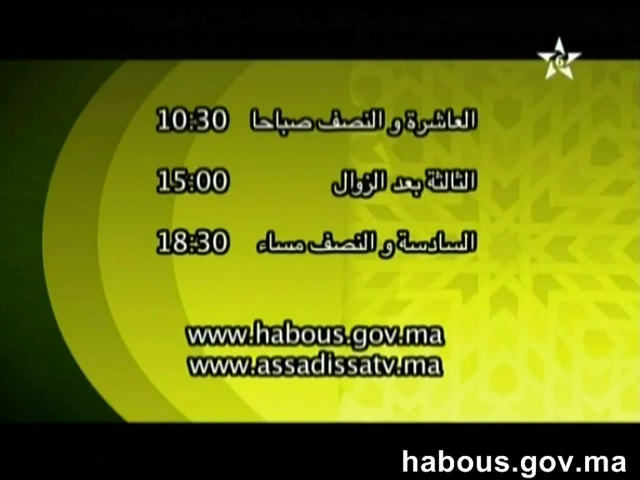 6
العاشرة و النصف صباحا 10:30
الثالثة بعد الزوال 15:00
السادسة و النصف مساء 18:30
www.habous.gov.ma
www.assadissatv.ma
habous.gov.ma